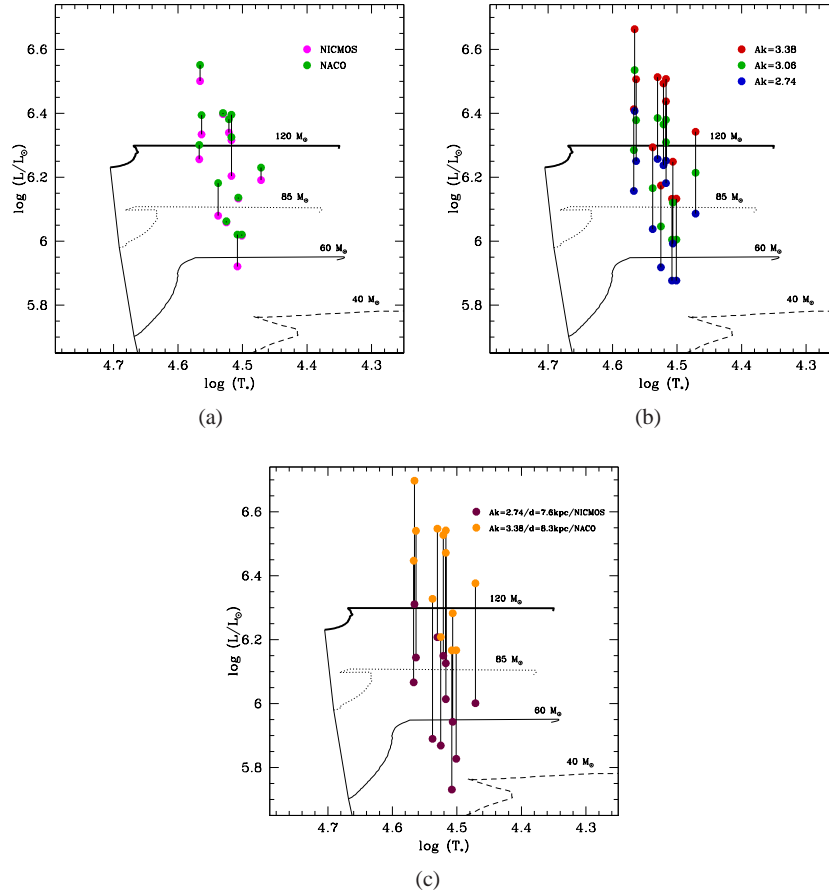 6.6
6.4
6.2
6
5.8
log (L/L☉)
NICMOS
NACO
120 M☉
85 M☉
60 M☉
40 M☉
4.7 4.6 4.5 4.4 4.3
log (T*)
(a)
6.6
6.4
6.2
6
5.8
log (L/L☉)
Ak=3.38
Ak=3.06
Ak=2.74
120 M☉
85 M☉
60 M☉
40 M☉
4.7 4.6 4.5 4.4 4.3
log (T*)
(b)
6.6
6.4
6.2
6
5.8
log (L/L☉)
Ak=2.74/d=7.6kpc/NICMOS
Ak=3.38/d=8.3kpc/NACO
120 M☉
85 M☉
60 M☉
40 M☉
4.7 4.6 4.5 4.4 4.3
log (T*)
(c)